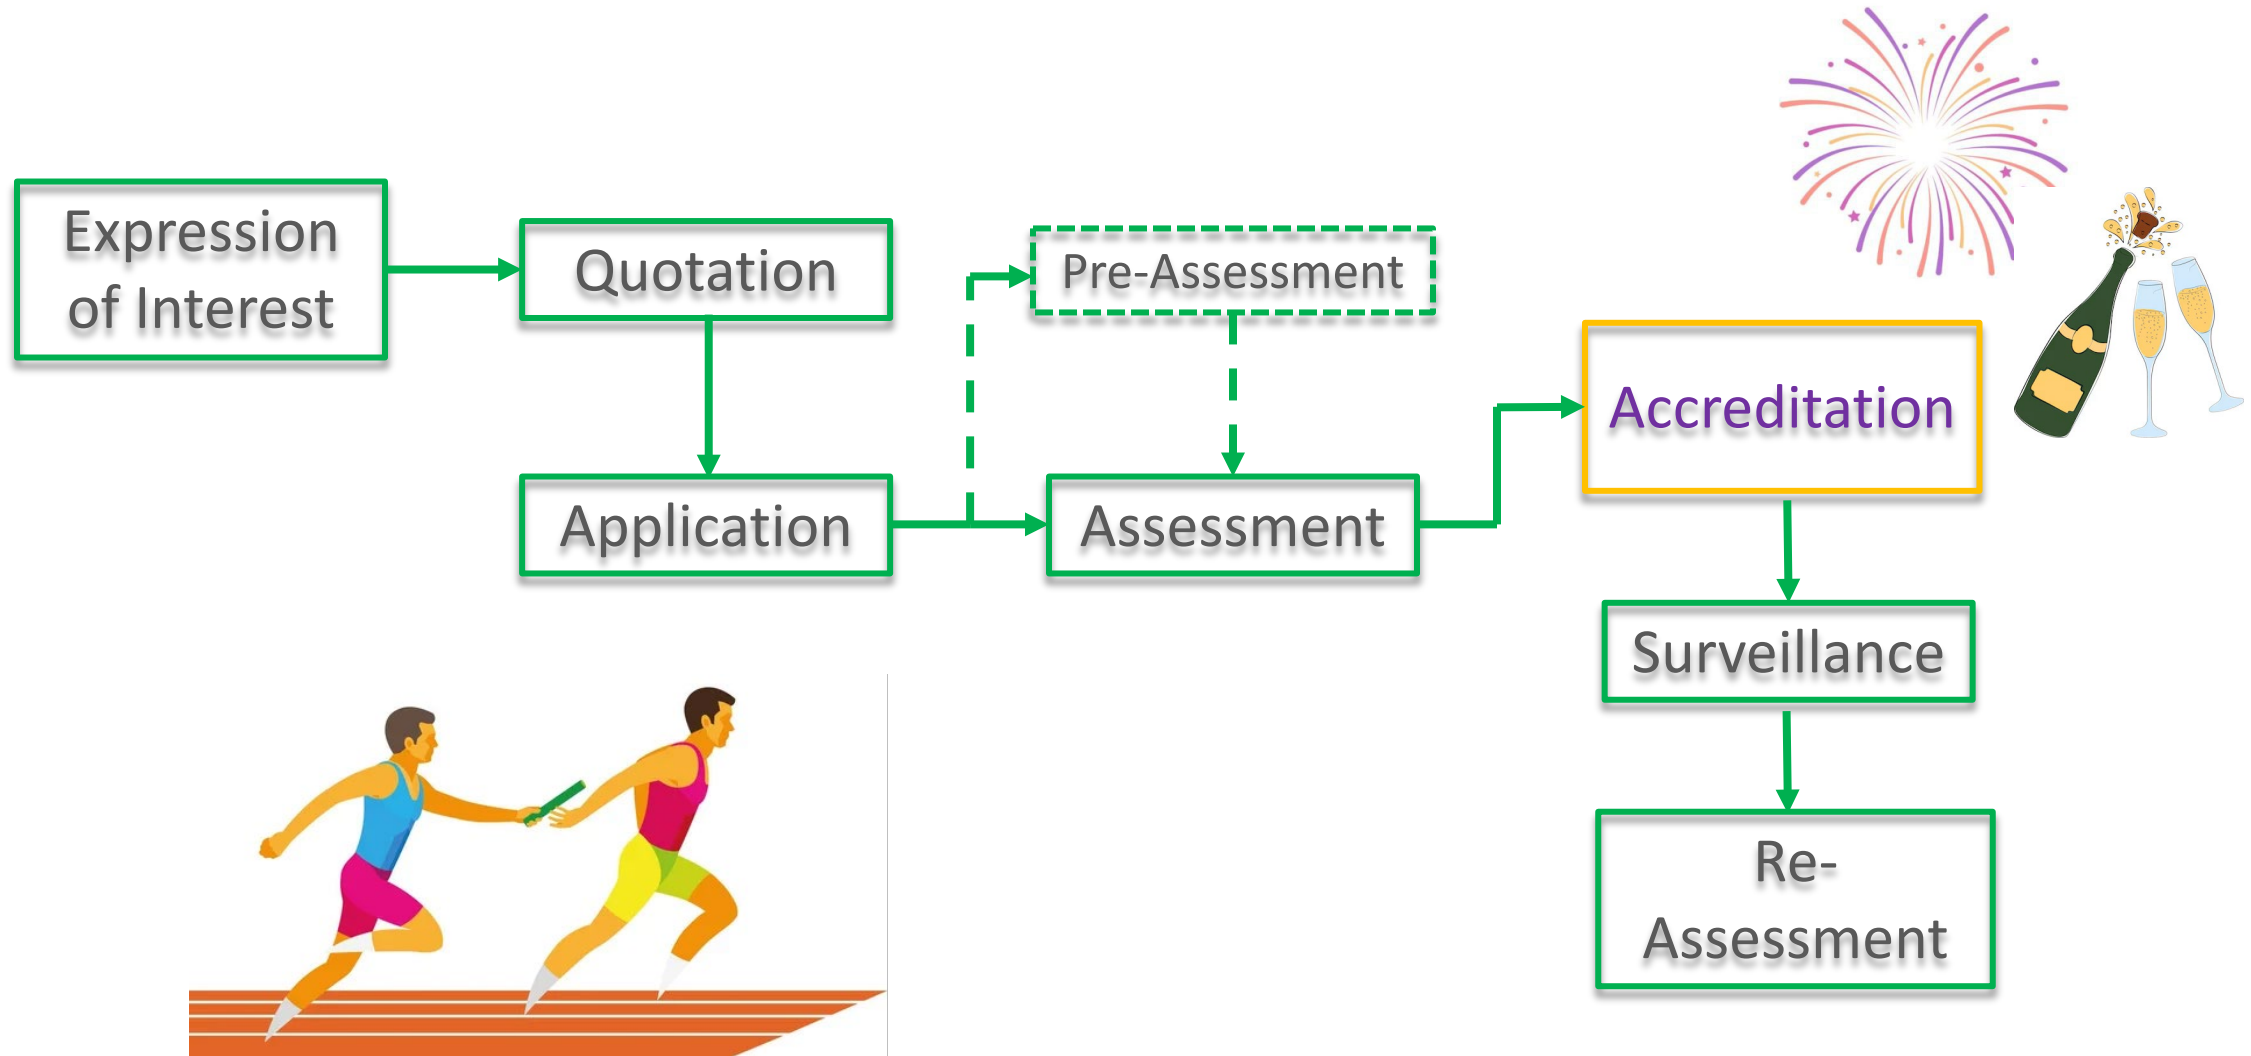 Expression
of Interest
Quotation
Pre-Assessment
Application
Assessment
Accreditation
Surveillance
Re-
Assessment